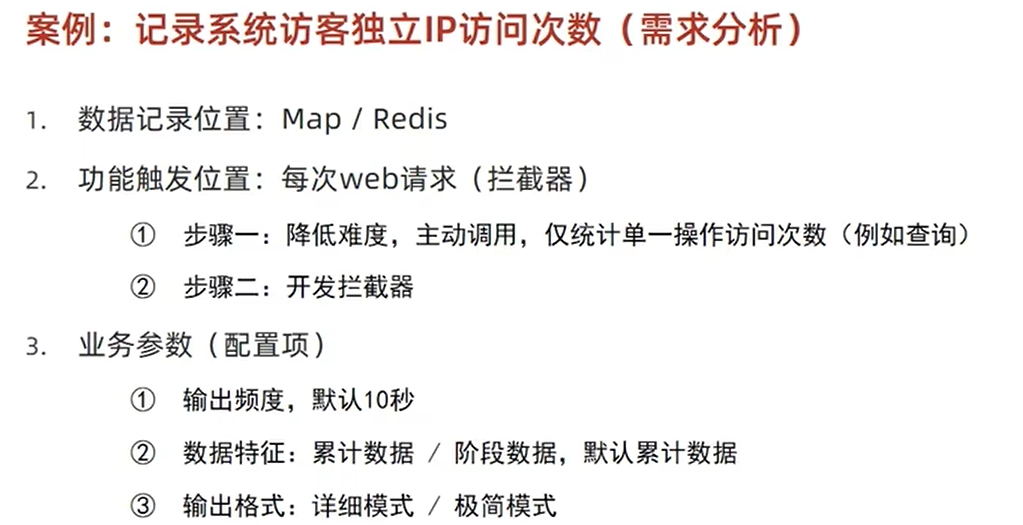 案例：记录系统访客独立IP访问次数（需求分析）
1. 数据记录位置：Map / Redis
2. 功能触发位置：每次web请求（拦截器）
① 步骤一：降低难度，主动调用，仅统计单一操作访问次数（例如查询）
② 步骤二：开发拦截器
3. 业务参数（配置项）
① 输出频度，默认10秒
② 数据特征：累计数据 / 阶段数据，默认累计数据
③ 输出格式：详细模式 / 极简模式